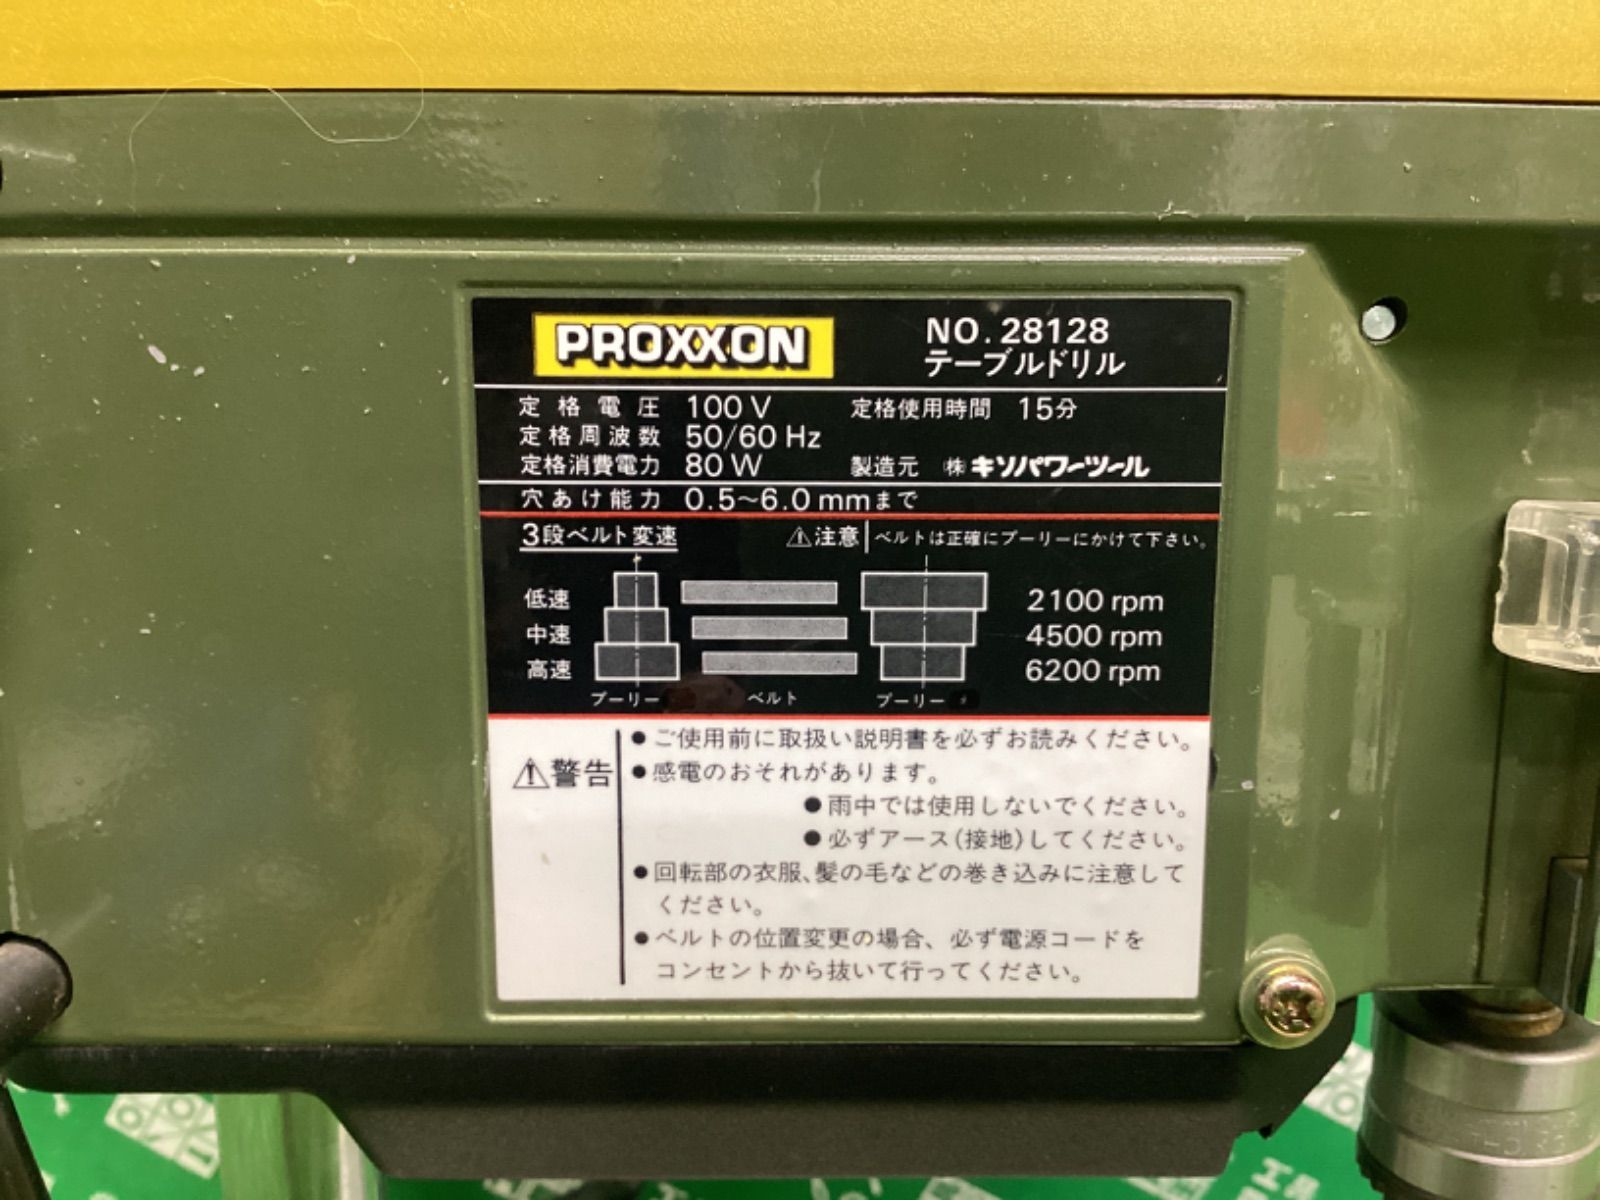 PROXXON
NO.28128
テーブルドリル
定格電圧 100V 定格使用時間 15分
定格周波数 50/60 Hz
定格消費電力 80W 製造元 ㈱キソパワーツール
穴あけ能力 0.5~6.0mmまで
3段ベルト変速 ⚠注意 ベルトは正確にプーリーにかけて下さい。
低速 2100 rpm
中速 4500 rpm
高速 6200 rpm
プーリー ベルト プーリー
⚠警告
●ご使用前に取扱い説明書を必ずお読みください。
●感電のおそれがあります。
●雨中では使用しないでください。
●必ずアース(接地)してください。
●回転部の衣服、髪の毛などの巻き込みに注意して
ください。
●ベルトの位置変更の場合、必ず電源コードを
コンセントから抜いて行ってください。